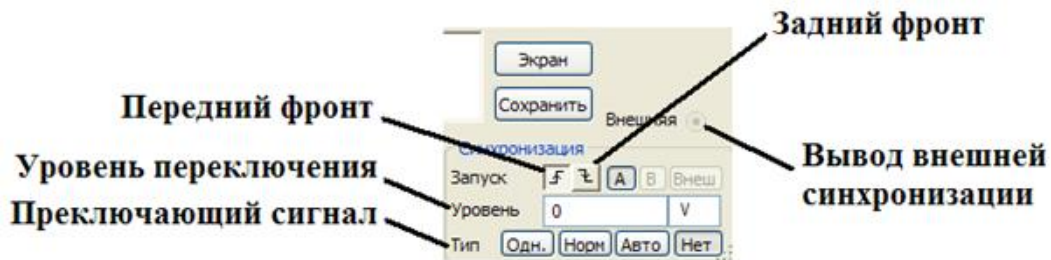 Задний фронт
Экран
Передний фронт
Сохранить
Внешняя
Синхронизация
Вывод внешней
синхронизации
Уровень переключения
Запуск A B Внеш
Преключающий сигнал
Уровень 0 V
Тип Одн. Норм Авто Нет